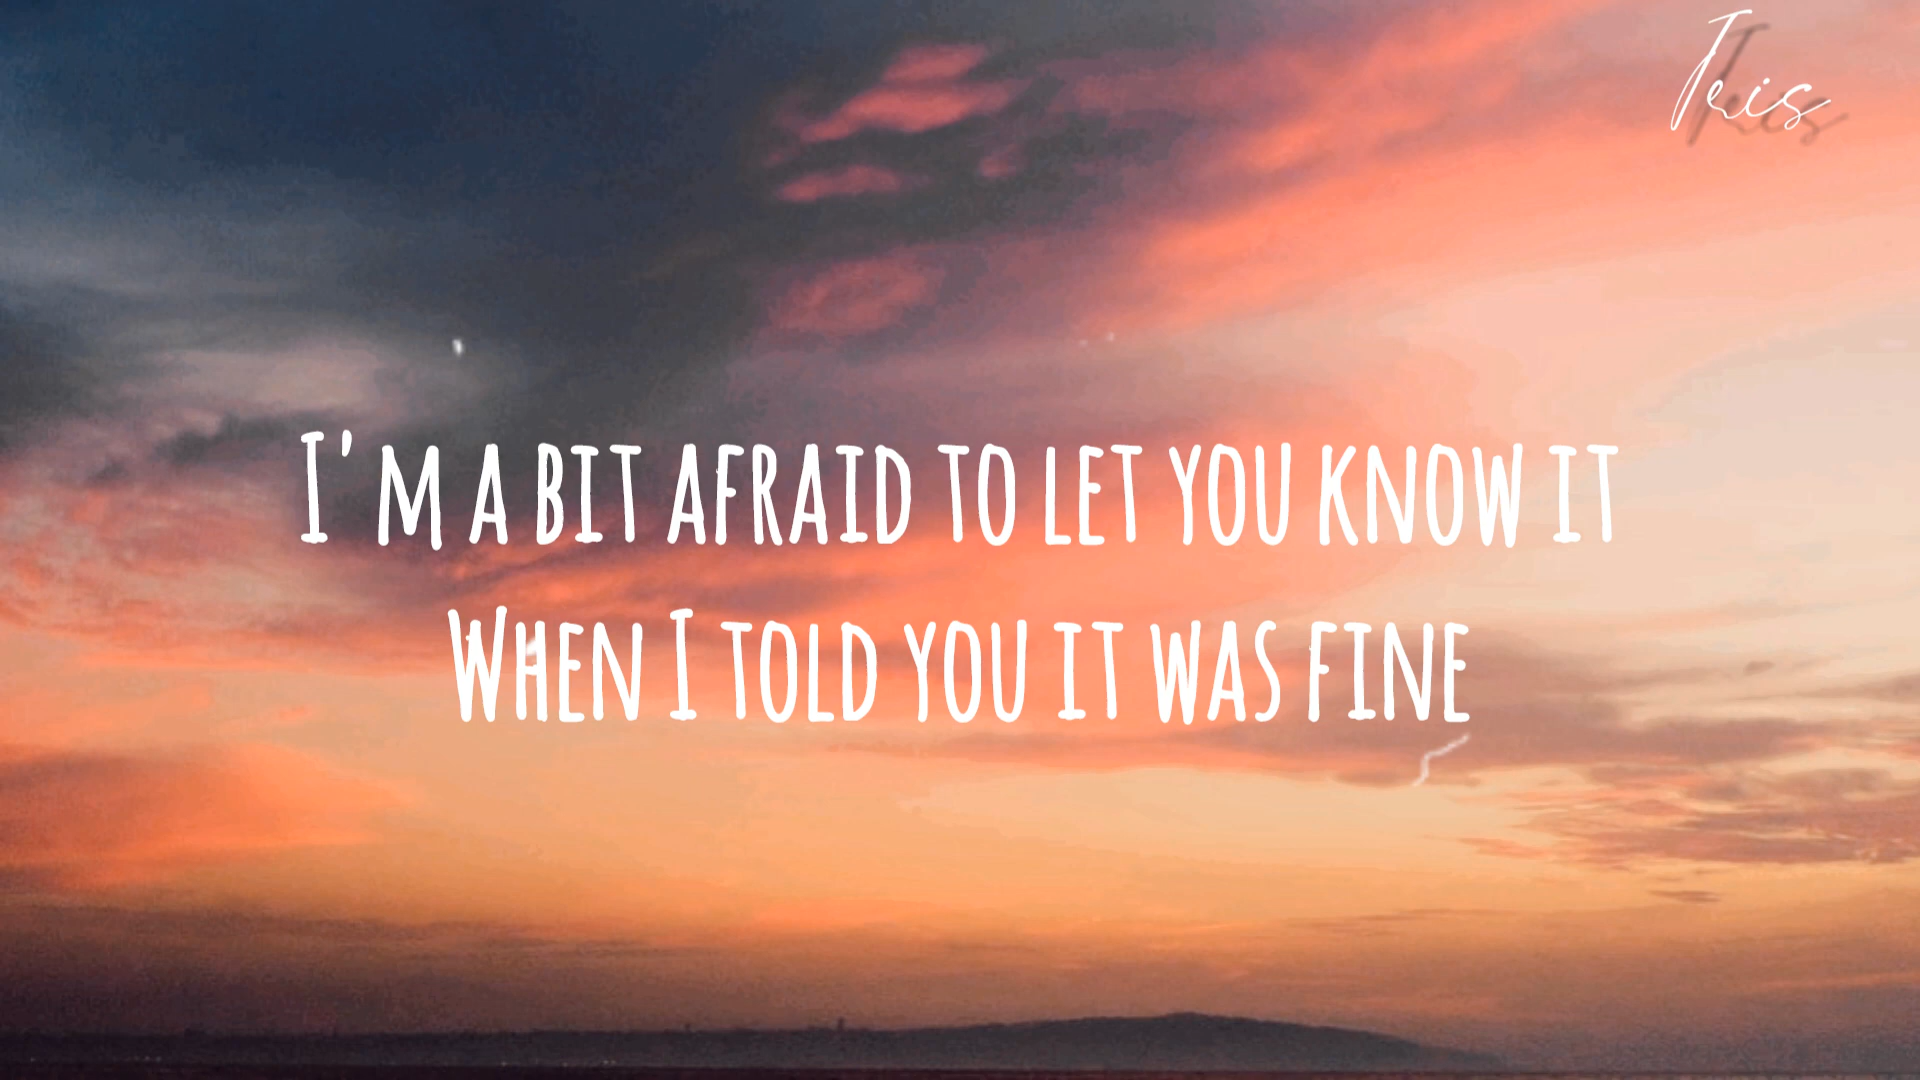 Iris
I'm a bit afraid to let you know it
When I told you it was fine